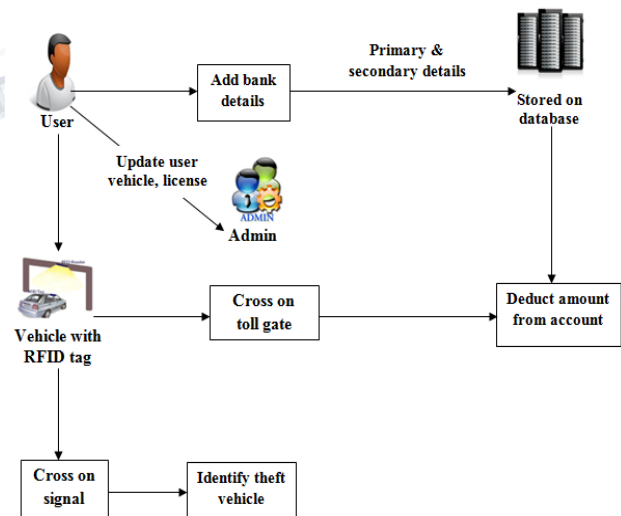 Primary &
secondary details
Add bank
details
Stored on
database
User
Update user
vehicle, license
ADMIN
Admin
Vehicle with
RFID tag
Cross on
toll gate
Deduct amount
from account
Cross on
signal
Identify theft
vehicle